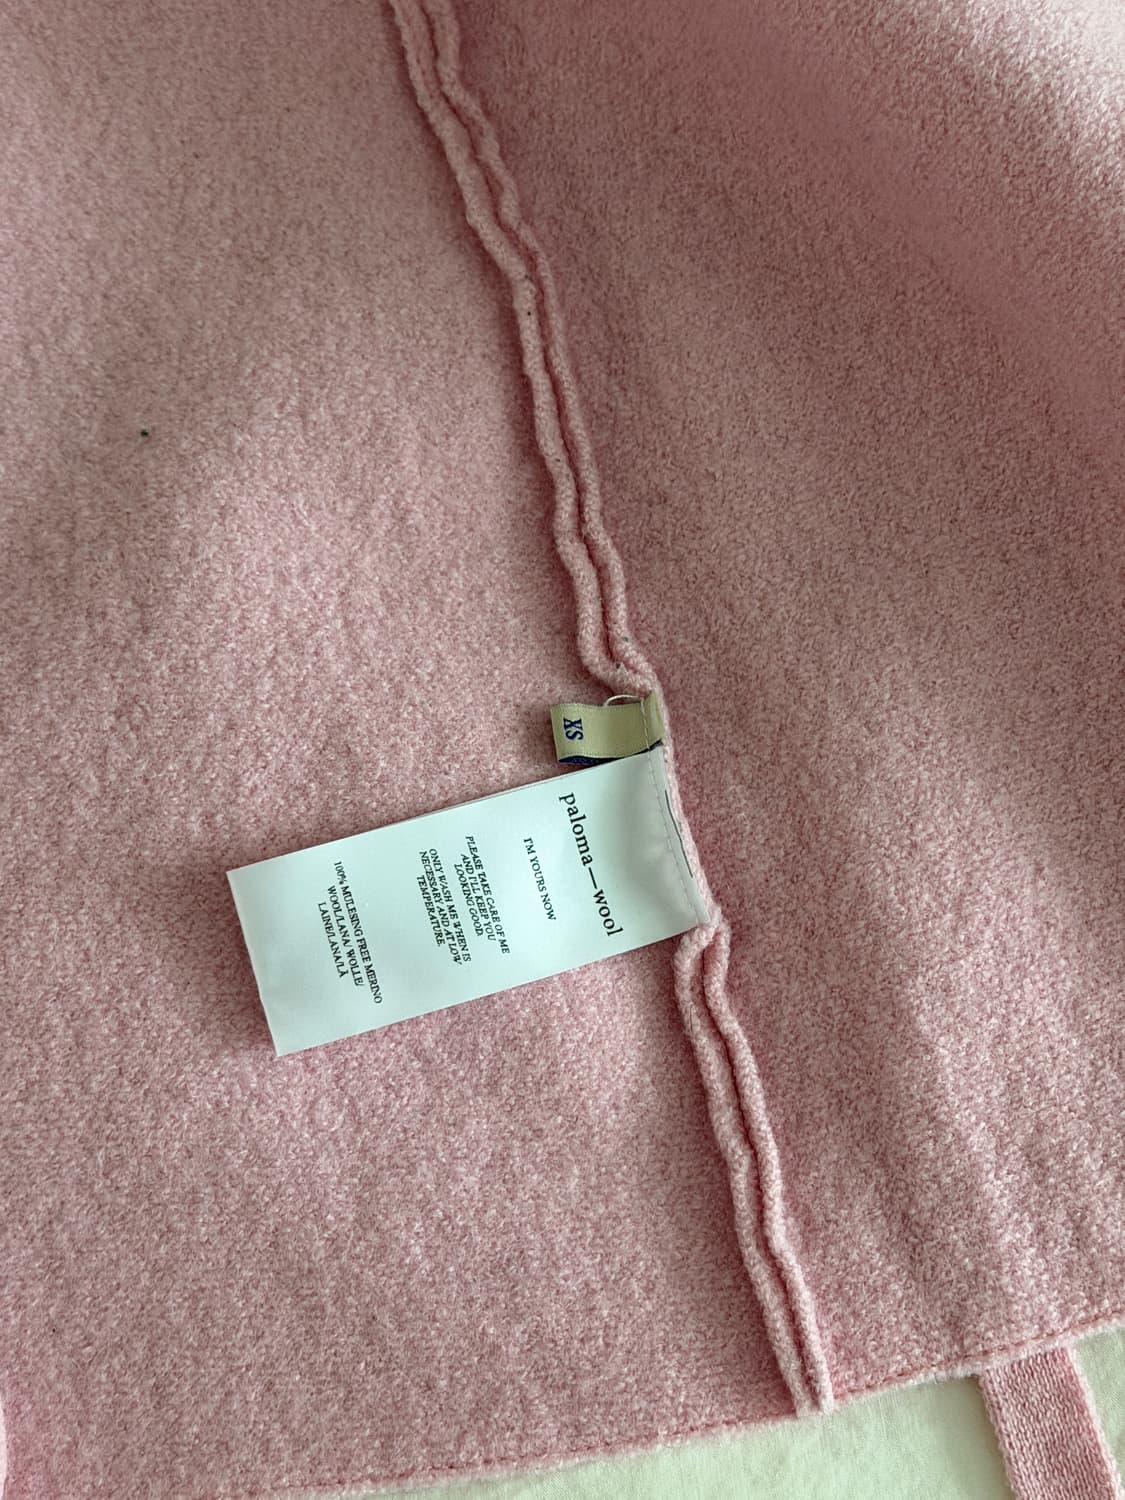 XS
paloma—wool
I'M YOURS NOW
PLEASE TAKE CARE OF ME
AND I'LL KEEP YOU
LOOKING GOOD.
ONLY WASH ME WHEN IS
NECESSARY AND AT LOW
TEMPERATURE.
100% MULESING FREE MERINO
WOOL/LANA/ WOLLE/
LAINE/LANA/LÃ